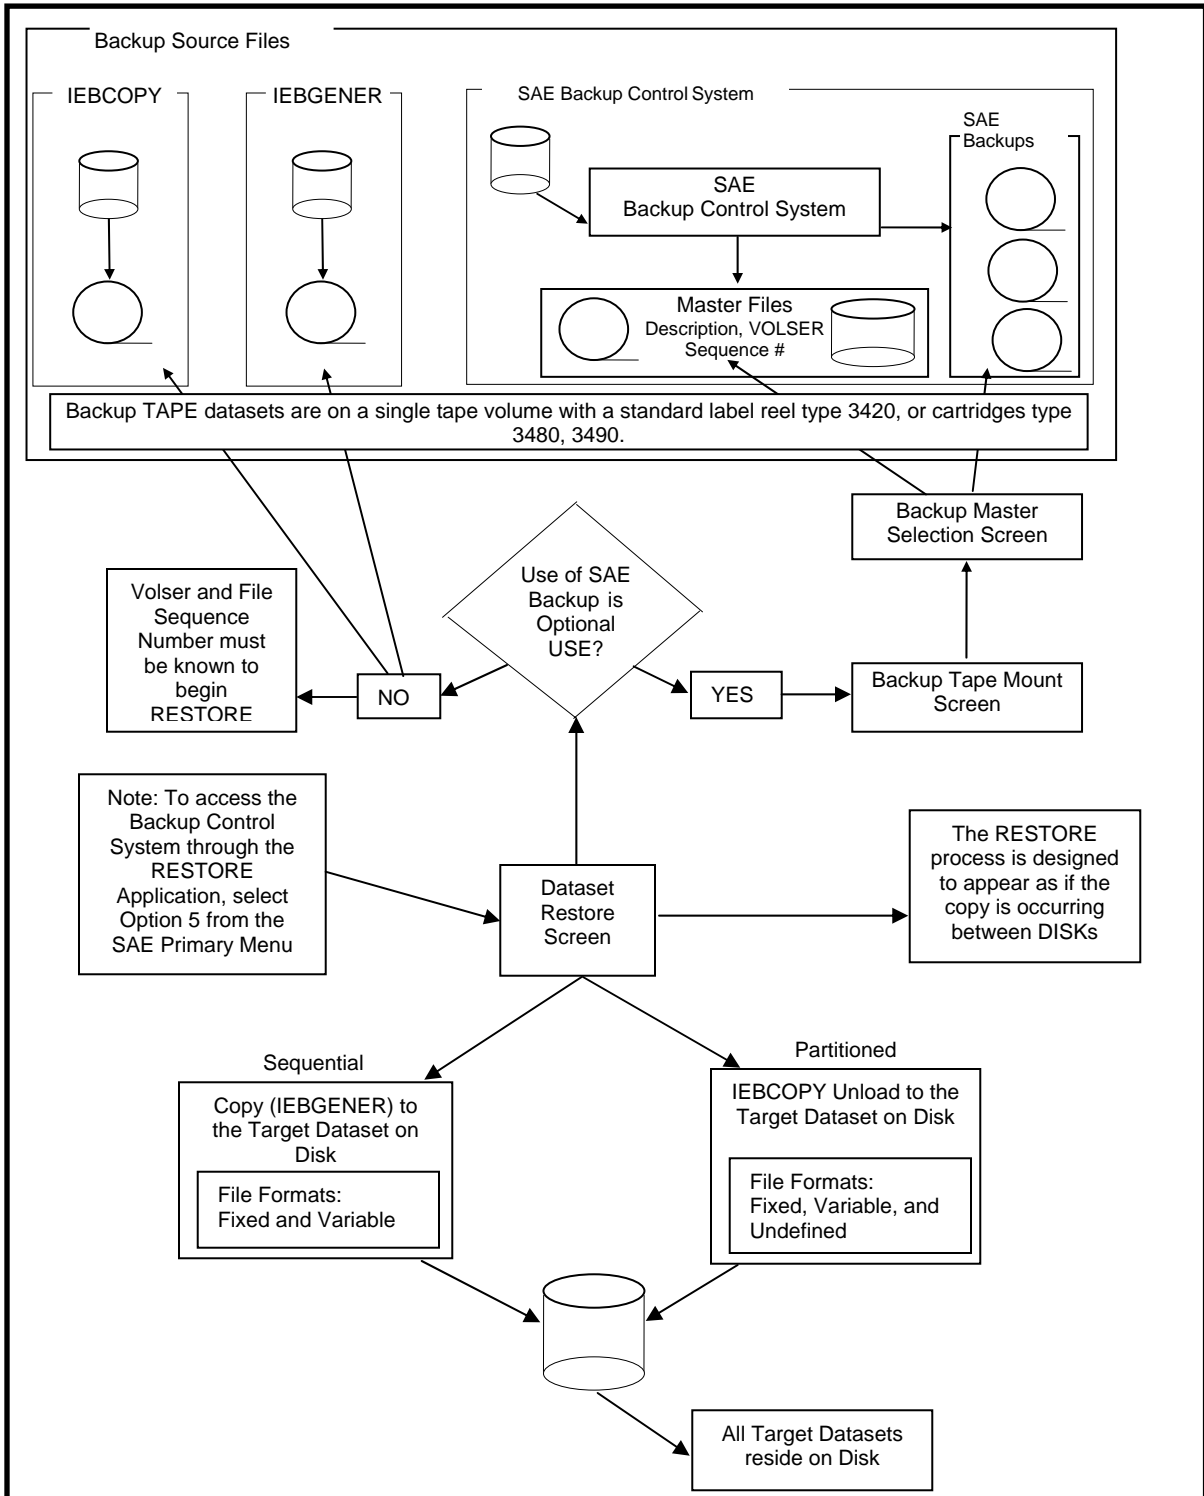 Backup Source Files
IEBCOPY
IEBGENER
SAE Backup Control System
SAE
Backups
SAE
Backup Control System
Master Files
Description, VOLSER
Sequence #
Backup TAPE datasets are on a single tape volume with a standard label reel type 3420, or cartridges type
3480, 3490.
Backup Master
Selection Screen
Use of SAE
Backup is
Optional
USE?
Volser and File
Sequence
Number must
be known to
begin
RESTORE
NO
YES
Backup Tape Mount
Screen
Note: To access the
Backup Control
System through the
RESTORE
Application, select
Option 5 from the
SAE Primary Menu
Dataset
Restore
Screen
The RESTORE
process is designed
to appear as if the
copy is occurring
between DISKs
Sequential
Partitioned
Copy (IEBGENER) to
the Target Dataset on
Disk
File Formats:
Fixed and Variable
IEBCOPY Unload to the
Target Dataset on Disk
File Formats:
Fixed, Variable, and
Undefined
All Target Datasets
reside on Disk